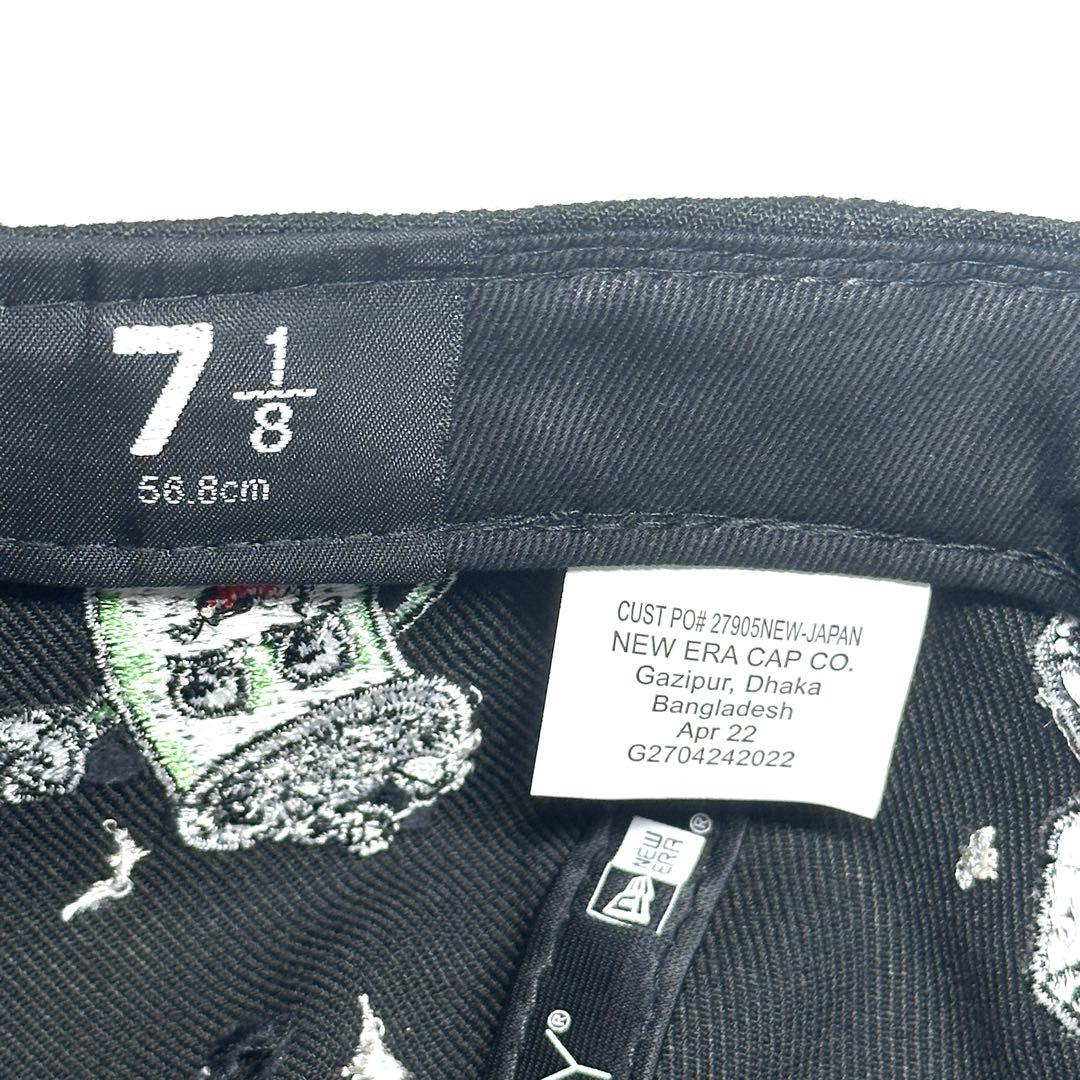 7 1/8
56.8cm
CUST PO# 27905NEW-JAPAN
NEW ERA CAP CO.
Gazipur, Dhaka
Bangladesh
Apr 22
G2704242022
NEW
ERA
®
®